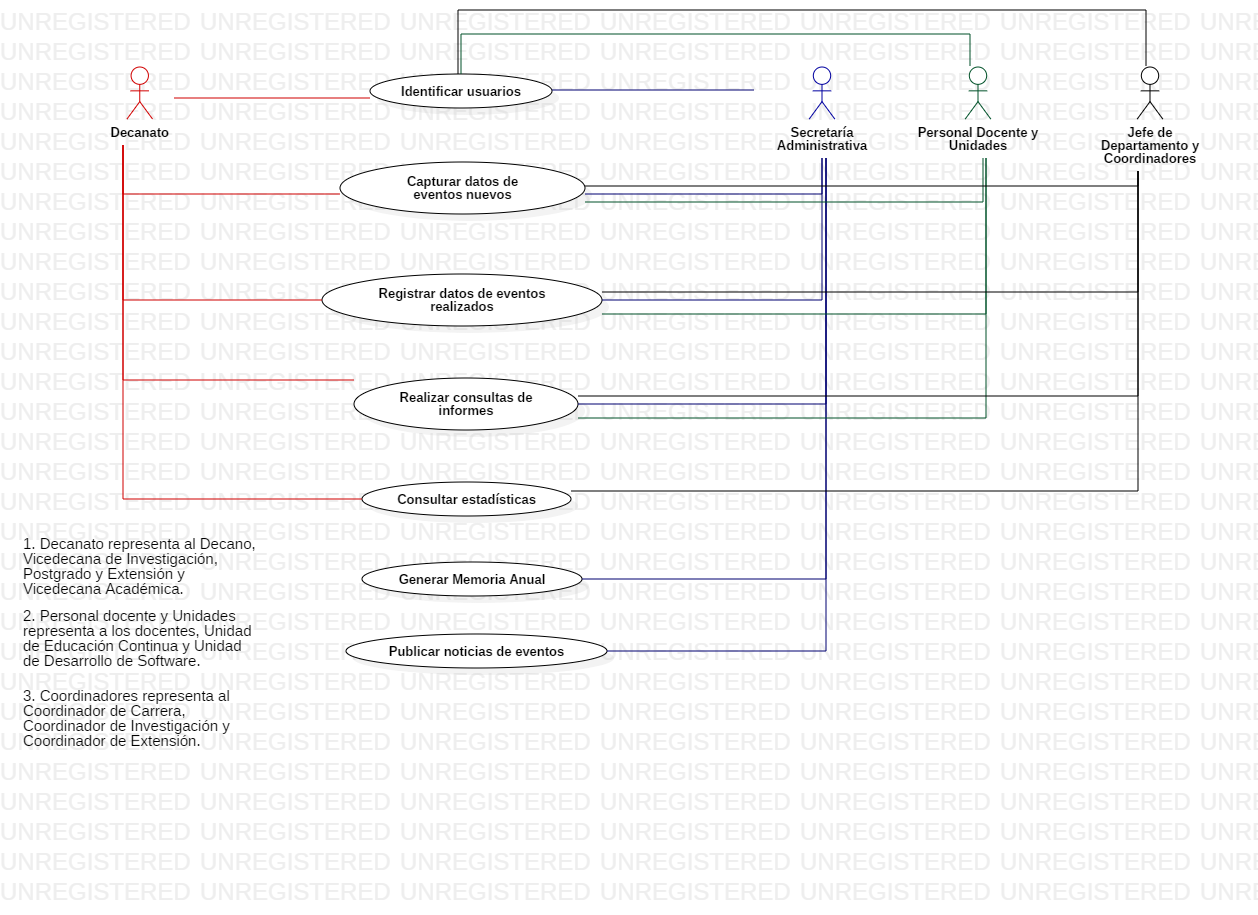 Identificar usuarios
Decanato
Secretaría
Administrativa
Personal Docente y
Unidades
Jefe de
Departamento y
Coordinadores
Capturar datos de
eventos nuevos
Registrar datos de eventos
realizados
Realizar consultas de
informes
Consultar estadísticas
1. Decanato representa al Decano,
Vicedecana de Investigación,
Postgrado y Extensión y
Vicedecana Académica.
Generar Memoria Anual
2. Personal docente y Unidades
representa a los docentes, Unidad
de Educación Continua y Unidad
de Desarrollo de Software.
Publicar noticias de eventos
3. Coordinadores representa al
Coordinador de Carrera,
Coordinador de Investigación y
Coordinador de Extensión.
UNREGISTERED